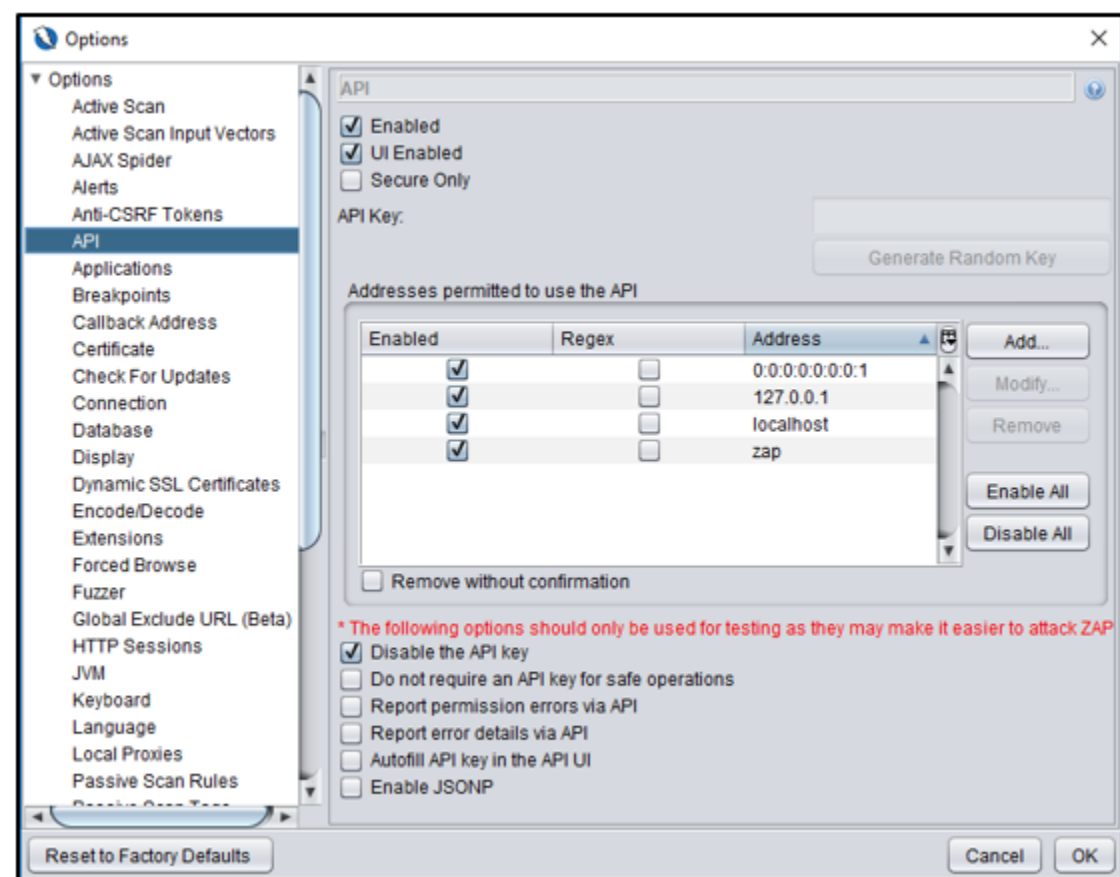 Options
Options
Active Scan
Active Scan Input Vectors
AJAX Spider
Alerts
Anti-CSRF Tokens
API
Applications
Breakpoints
Callback Address
Certificate
Check For Updates
Connection
Database
Display
Dynamic SSL Certificates
Encode/Decode
Extensions
Forced Browse
Fuzzer
Global Exclude URL (Beta)
HTTP Sessions
JVM
Keyboard
Language
Local Proxies
Passive Scan Rules
Passive Scan Tags
API
Enabled
UI Enabled
Secure Only
API Key:
Generate Random Key
Addresses permitted to use the API
Enabled Regex Address
0:0:0:0:0:0:0:1
127.0.0.1
localhost
zap
Add...
Modify...
Remove
Enable All
Disable All
Remove without confirmation
* The following options should only be used for testing as they may make it easier to attack ZAP
Disable the API key
Do not require an API key for safe operations
Report permission errors via API
Report error details via API
Autofill API key in the API UI
Enable JSONP
Reset to Factory Defaults
Cancel
OK